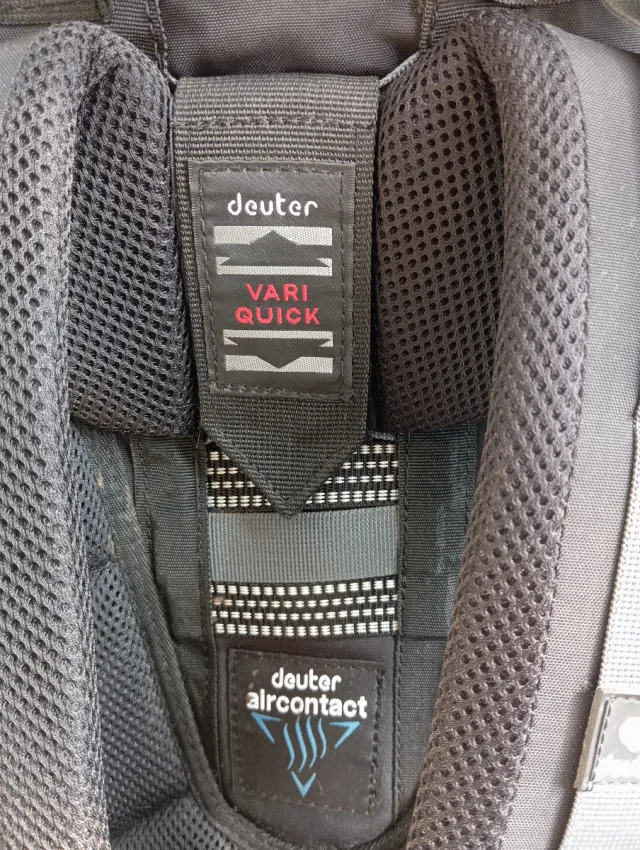 deuter
VARI
QUICK
deuter
aircontact